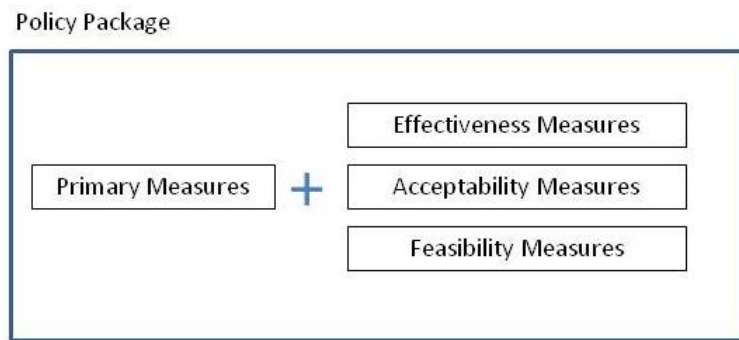 Policy Package
Effectiveness Measures
Primary Measures + Acceptability Measures
Feasibility Measures